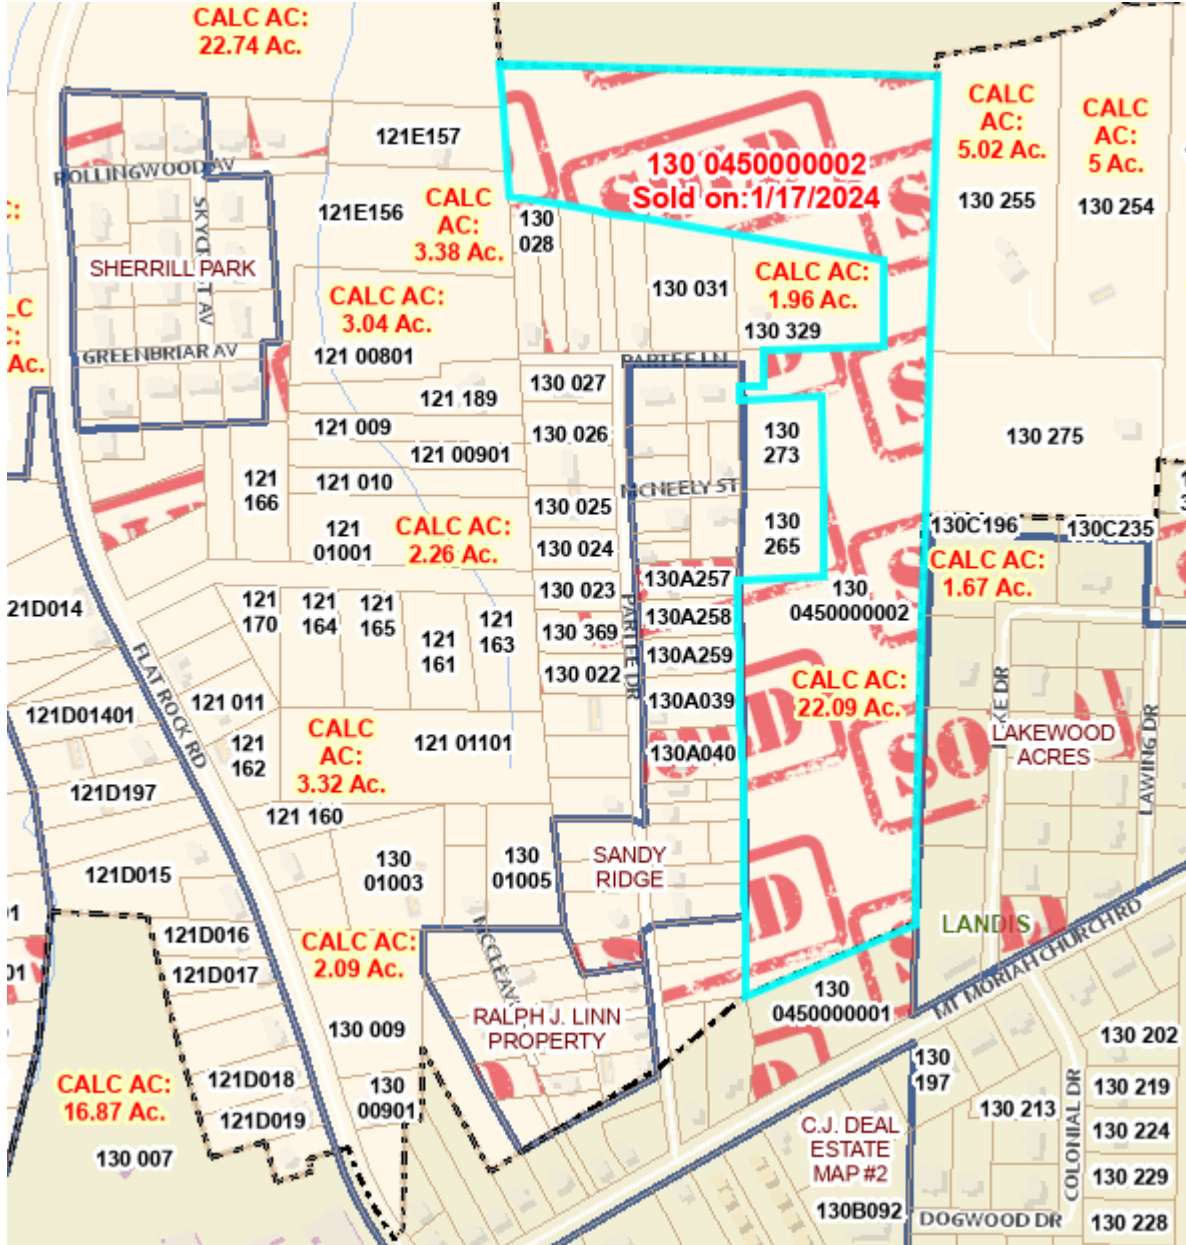 CALC AC:
22.74 Ac.
121E157
ROLLINGWOOD AV
121E156
CALC
AC:
3.38 Ac.
130
028
130 0450000002
Sold on:1/17/2024
CALC
AC:
5.02 Ac.
CALC
AC:
5 Ac.
130 255
130 254
SHERRILL PARK
CALC AC:
3.04 Ac.
130 031
CALC AC:
1.96 Ac.
130 329
GREENBRIAR AV
121 00801
PARTEE LN
121 189
130 027
121 009
130 026
121 00901
130
273
130 275
121
166
121 010
MCNEELY ST
130 025
121
01001
CALC AC:
2.26 Ac.
130 024
130
265
130C196
130C235
CALC AC:
1.67 Ac.
21D014
121
170
121
164
121
165
121
161
121
163
130 023
130 369
130 022
PARTEE DR
130A257
130A258
130A259
130A039
130A040
130
0450000002
CALC AC:
22.09 Ac.
FLAT ROCK RD
121D01401
121 011
121
162
CALC
AC:
3.32 Ac.
121 01101
121D197
121 160
LAKEWOOD
ACRES
LAWING DR
121D015
130
01003
130
01005
SANDY
RIDGE
121D016
121D017
CALC AC:
2.09 Ac.
LANDIS
MT MORIAH CHURCH RD
130 009
RALPH J. LINN
PROPERTY
130
0450000001
130 202
CALC AC:
16.87 Ac.
130 007
121D018
121D019
130
00901
130
197
130 213
COLONIAL DR
130 219
130 224
130 229
130 228
C.J. DEAL
ESTATE
MAP #2
130B092
DOGWOOD DR